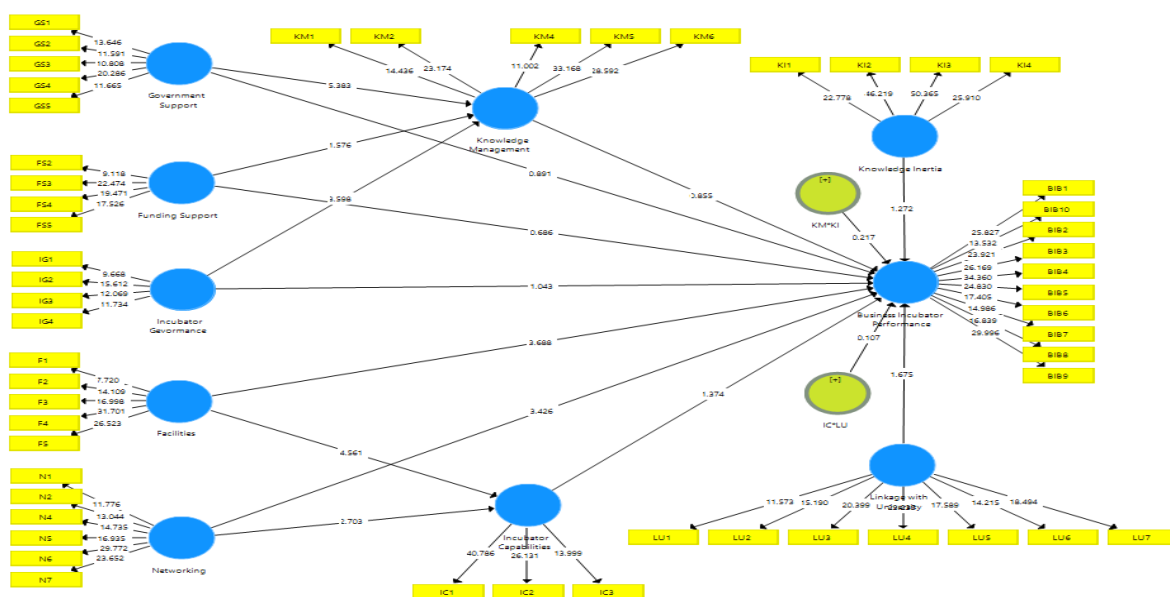 GS1
GS2
GS3
GS4
GS5
13.646
11.591
10.808
20.286
11.665
Government
Support
KM1
KM2
KM4
KM5
KM6
14.436
23.174
11.002
33.168
28.592
Knowledge
Management
KI1
KI2
KI3
KI4
22.778
46.219
50.365
25.910
Knowledge Inertia
5.383
1.576
3.598
0.891
0.855
0.686
1.272
FS2
FS3
FS4
FS5
9.118
22.474
19.471
17.526
Funding Support
[+]
KM*KI
0.217
IG1
IG2
IG3
IG4
9.668
15.612
12.069
11.734
Incubator
Gevormance
1.043
BIB1
BIB10
BIB2
BIB3
BIB4
BIB5
BIB6
BIB7
BIB8
BIB9
25.827
13.532
23.921
26.169
34.360
24.830
17.405
14.986
16.839
29.996
Business Incubator
Performance
F1
F2
F3
F4
F5
7.720
14.109
16.998
31.701
26.523
Facilities
3.688
3.426
1.374
4.561
2.703
[+]
IC*LU
0.107
1.675
N1
N2
N4
N5
N6
N7
11.776
13.044
14.735
16.935
29.772
23.652
Networking
Incubator
Capabilities
40.786
26.131
13.999
IC1
IC2
IC3
Linkage with
University
11.573
15.190
20.399
17.589
14.215
18.494
LU1
LU2
LU3
LU4
LU5
LU6
LU7